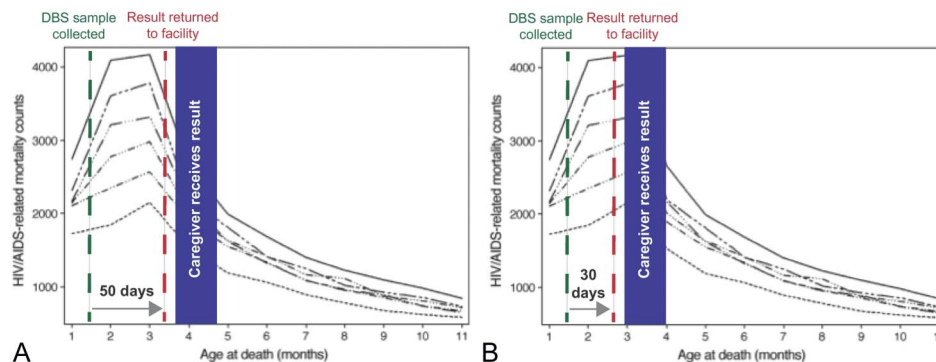 DBS sample
collected
Result returned
to facility
HIV/AIDS-related mortality counts
4000
3000
2000
1000
Caregiver receives result
50 days
1 2 3 4 5 6 7 8 9 10 11
Age at death (months)
A
DBS sample
collected
Result returned
to facility
HIV/AIDS-related mortality counts
4000
3000
2000
1000
Caregiver receives result
30
days
1 2 3 4 5 6 7 8 9 10 11
Age at death (months)
B